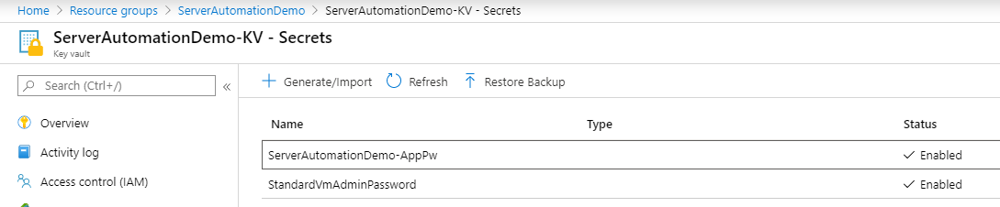 Home > Resource groups > ServerAutomationDemo > ServerAutomationDemo-KV - Secrets
ServerAutomationDemo-KV - Secrets
Key vault
Search (Ctrl+/)
«
Generate/Import Refresh Restore Backup
Overview
Activity log
Access control (IAM)
Name Type Status
ServerAutomationDemo-AppPw Enabled
StandardVmAdminPassword Enabled